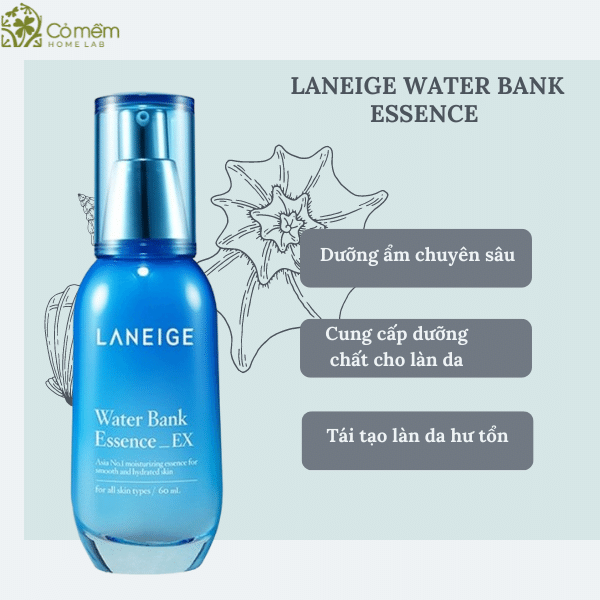 Cỏ mềm
HOME LAB
LANEIGE WATER BANK
ESSENCE
Dưỡng ẩm chuyên sâu
Cung cấp dưỡng
chất cho làn da
Tái tạo làn da hư tổn
LANEIGE
Water Bank
Essence_EX
Asia No.1 moisturizing essence for
smooth and hydrated skin
For all skin types / 60 ml.